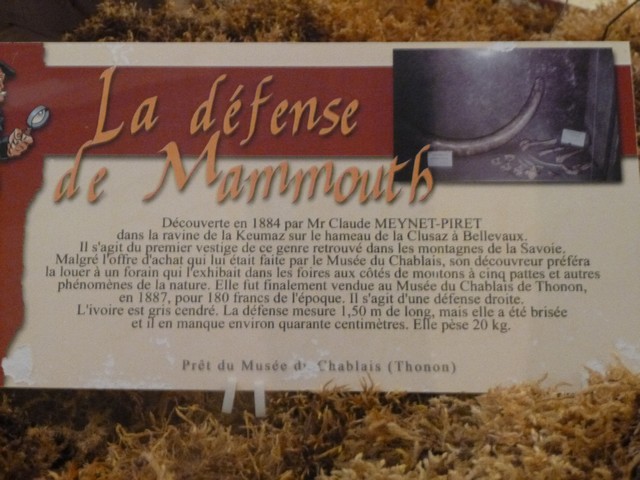 La défense
de Mammouth
Découverte en 1884 par Mr Claude MEYNET-PIRET
dans la ravine de la Keumaz sur le hameau de la Clusaz à Bellevaux.
Il s'agit du premier vestige de ce genre retrouvé dans les montagnes de la Savoie.
Malgré l'offre d'achat qui lui était faite par le Musée du Chablais, son découvreur préféra
la louer à un forain qui l'exhibait dans les foires aux côtés de moutons à cinq pattes et autres
phénomènes de la nature. Elle fut finalement vendue au Musée du Chablais de Thonon,
en 1887, pour 180 francs de l'époque. Il s'agit d'une défense droite.
L'ivoire est gris cendré. La défense mesure 1,50 m de long, mais elle a été brisée
et il en manque environ quarante centimètres. Elle pèse 20 kg.
Prêt du Musée du Chablais (Thonon)